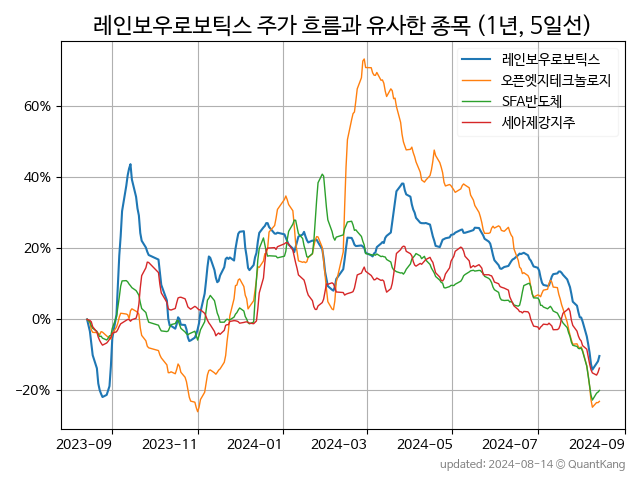 레인보우로보틱스 주가 흐름과 유사한 종목 (1년, 5일선)
레인보우로보틱스
오픈엣지테크놀로지
SFA반도체
세아제강지주
60%
40%
20%
0%
−20%
2023-09 2023-11 2024-01 2024-03 2024-05 2024-07 2024-09
updated: 2024-08-14 © QuantKang